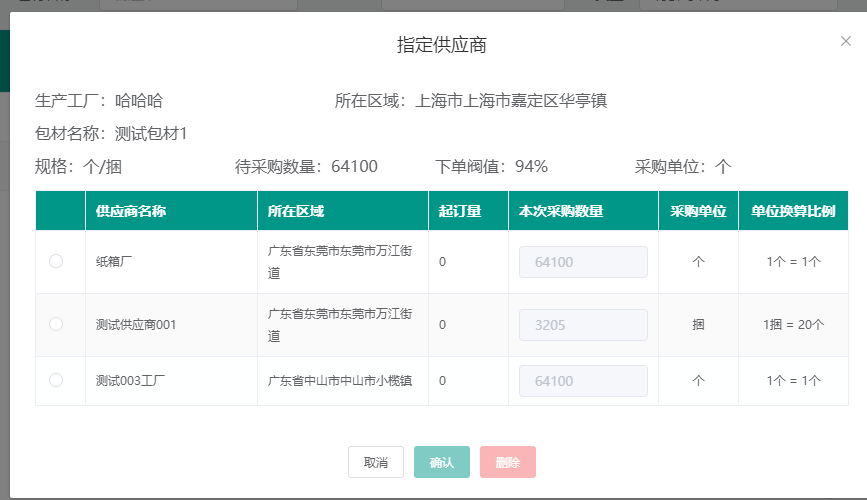 指定供应商
生产工厂：哈哈哈 所在区域：上海市上海市嘉定区华亭镇
包材名称：测试包材1
规格：个/捆 待采购数量：64100 下单阀值：94% 采购单位：个
供应商名称 所在区域 起订量 本次采购数量 采购单位 单位换算比例
纸箱厂 广东省东莞市东莞市万江街
道 0 64100 个 1个 = 1个
测试供应商001 广东省东莞市东莞市万江街
道 0 3205 捆 1捆 = 20个
测试003工厂 广东省中山市中山市小榄镇 0 64100 个 1个 = 1个
取消 确认 删除